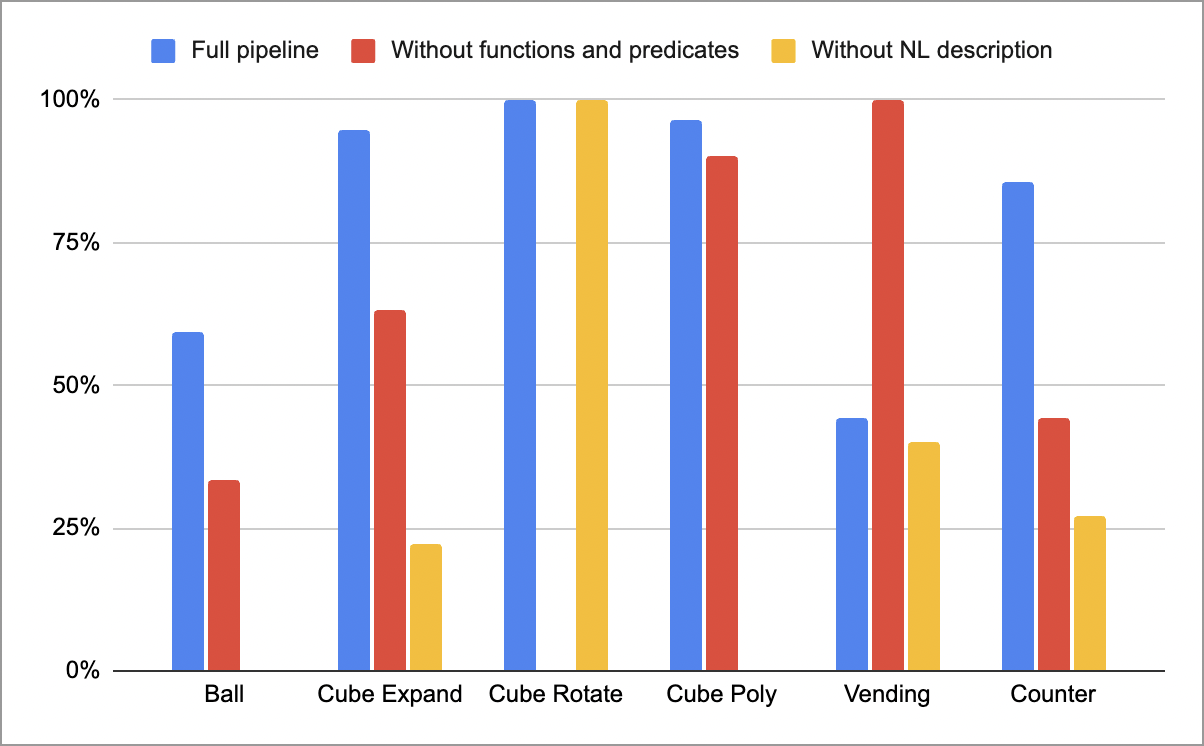 Full pipeline Without functions and predicates Without NL description
100%
75%
50%
25%
0%
Ball Cube Expand Cube Rotate Cube Poly Vending Counter